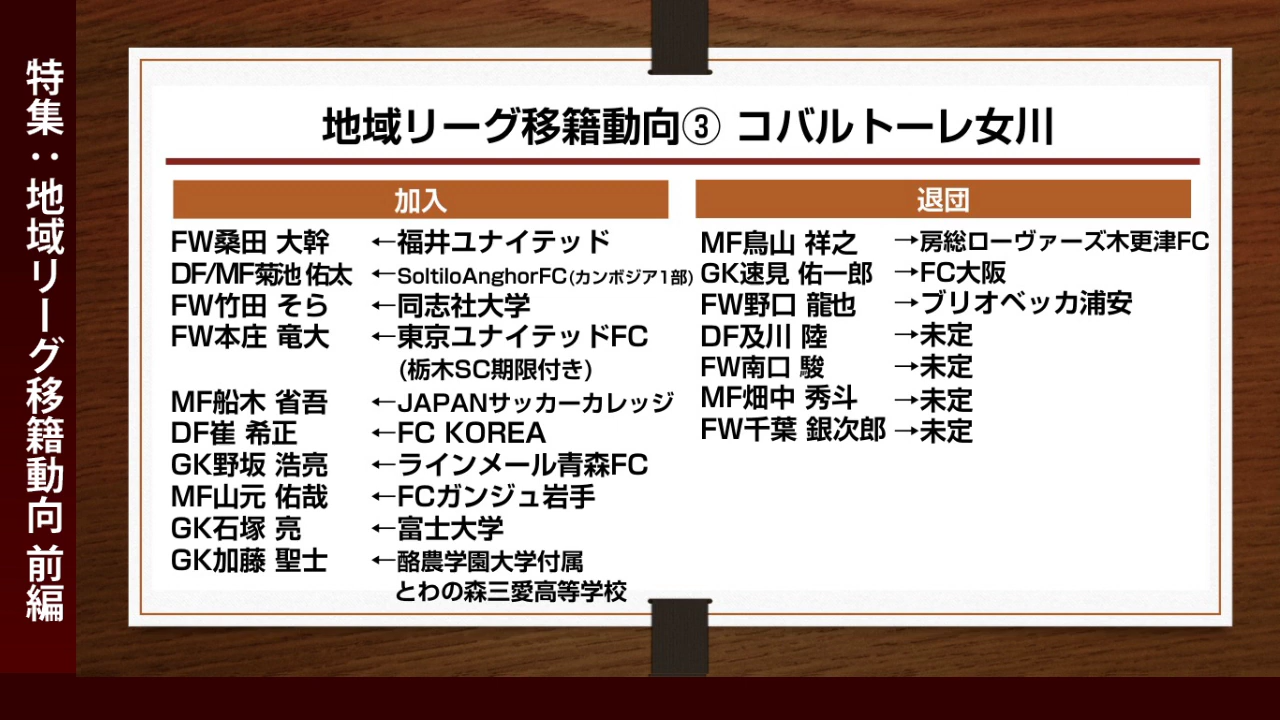 特集：地域リーグ移籍動向 前編
地域リーグ移籍動向③ コバルトーレ女川
加入
FW桑田 大幹 ←福井ユナイテッド
DF/MF菊池 佑太 ←SoltiloAnghorFC(カンボジア1部)
FW竹田 そら ←同志社大学
FW本庄 竜大 ←東京ユナイテッドFC
(栃木SC期限付き)
MF船木 省吾 ←JAPANサッカーカレッジ
DF崔 希正 ←FC KOREA
GK野坂 浩亮 ←ラインメール青森FC
MF山元 佑哉 ←FCガンジュ岩手
GK石塚 亮 ←富士大学
GK加藤 聖士 ←酪農学園大学付属
とわの森三愛高等学校
退団
MF鳥山 祥之 →房総ローヴァーズ木更津FC
GK速見 佑一郎 →FC大阪
FW野口 龍也 →ブリオベッカ浦安
DF及川 陸 →未定
FW南口 駿 →未定
MF畑中 秀斗 →未定
FW千葉 銀次郎 →未定